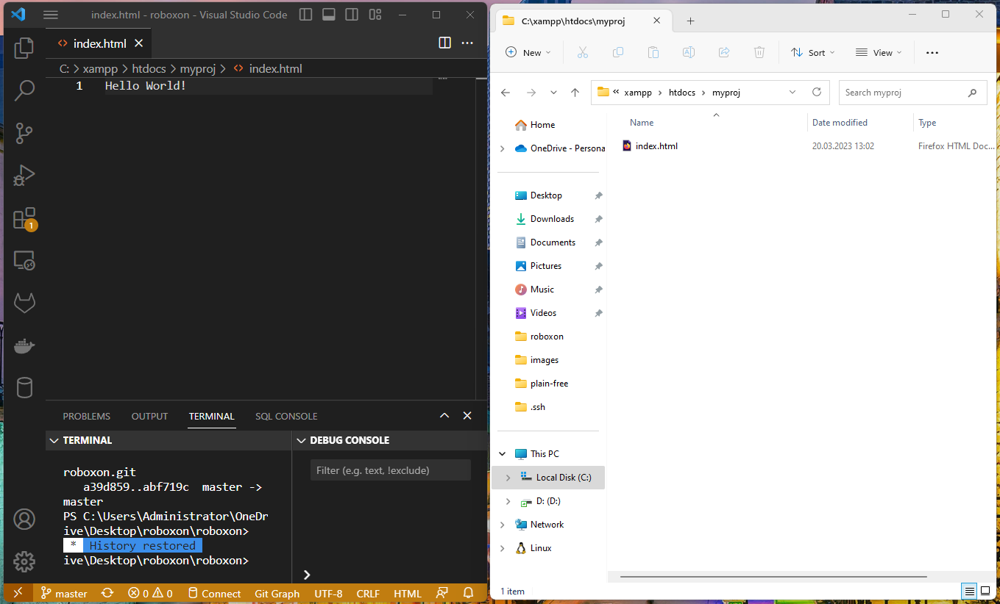 index.html - roboxon - Visual Studio Code
index.html
C: > xampp > htdocs > myproj > <> index.html
1 Hello World!
1
PROBLEMS OUTPUT TERMINAL SQL CONSOLE
TERMINAL
roboxon.git
a39d859..abf719c master ->
master
PS C:\Users\Administrator\OneDr
ive\Desktop\roboxon\roboxon>
* History restored
ive\Desktop\roboxon\roboxon>
DEBUG CONSOLE
Filter (e.g. text, !exclude)
master 0 0 Connect Git Graph UTF-8 CRLF HTML
C:\xampp\htdocs\myproj
New Sort View
« xampp > htdocs > myproj
Search myproj
Home
OneDrive - Persona
Desktop
Downloads
Documents
Pictures
Music
Videos
roboxon
images
plain-free
.ssh
This PC
Local Disk (C:)
D: (D:)
Network
Linux
Name Date modified Type
index.html 20.03.2023 13:02 Firefox HTML Doc...
1 item